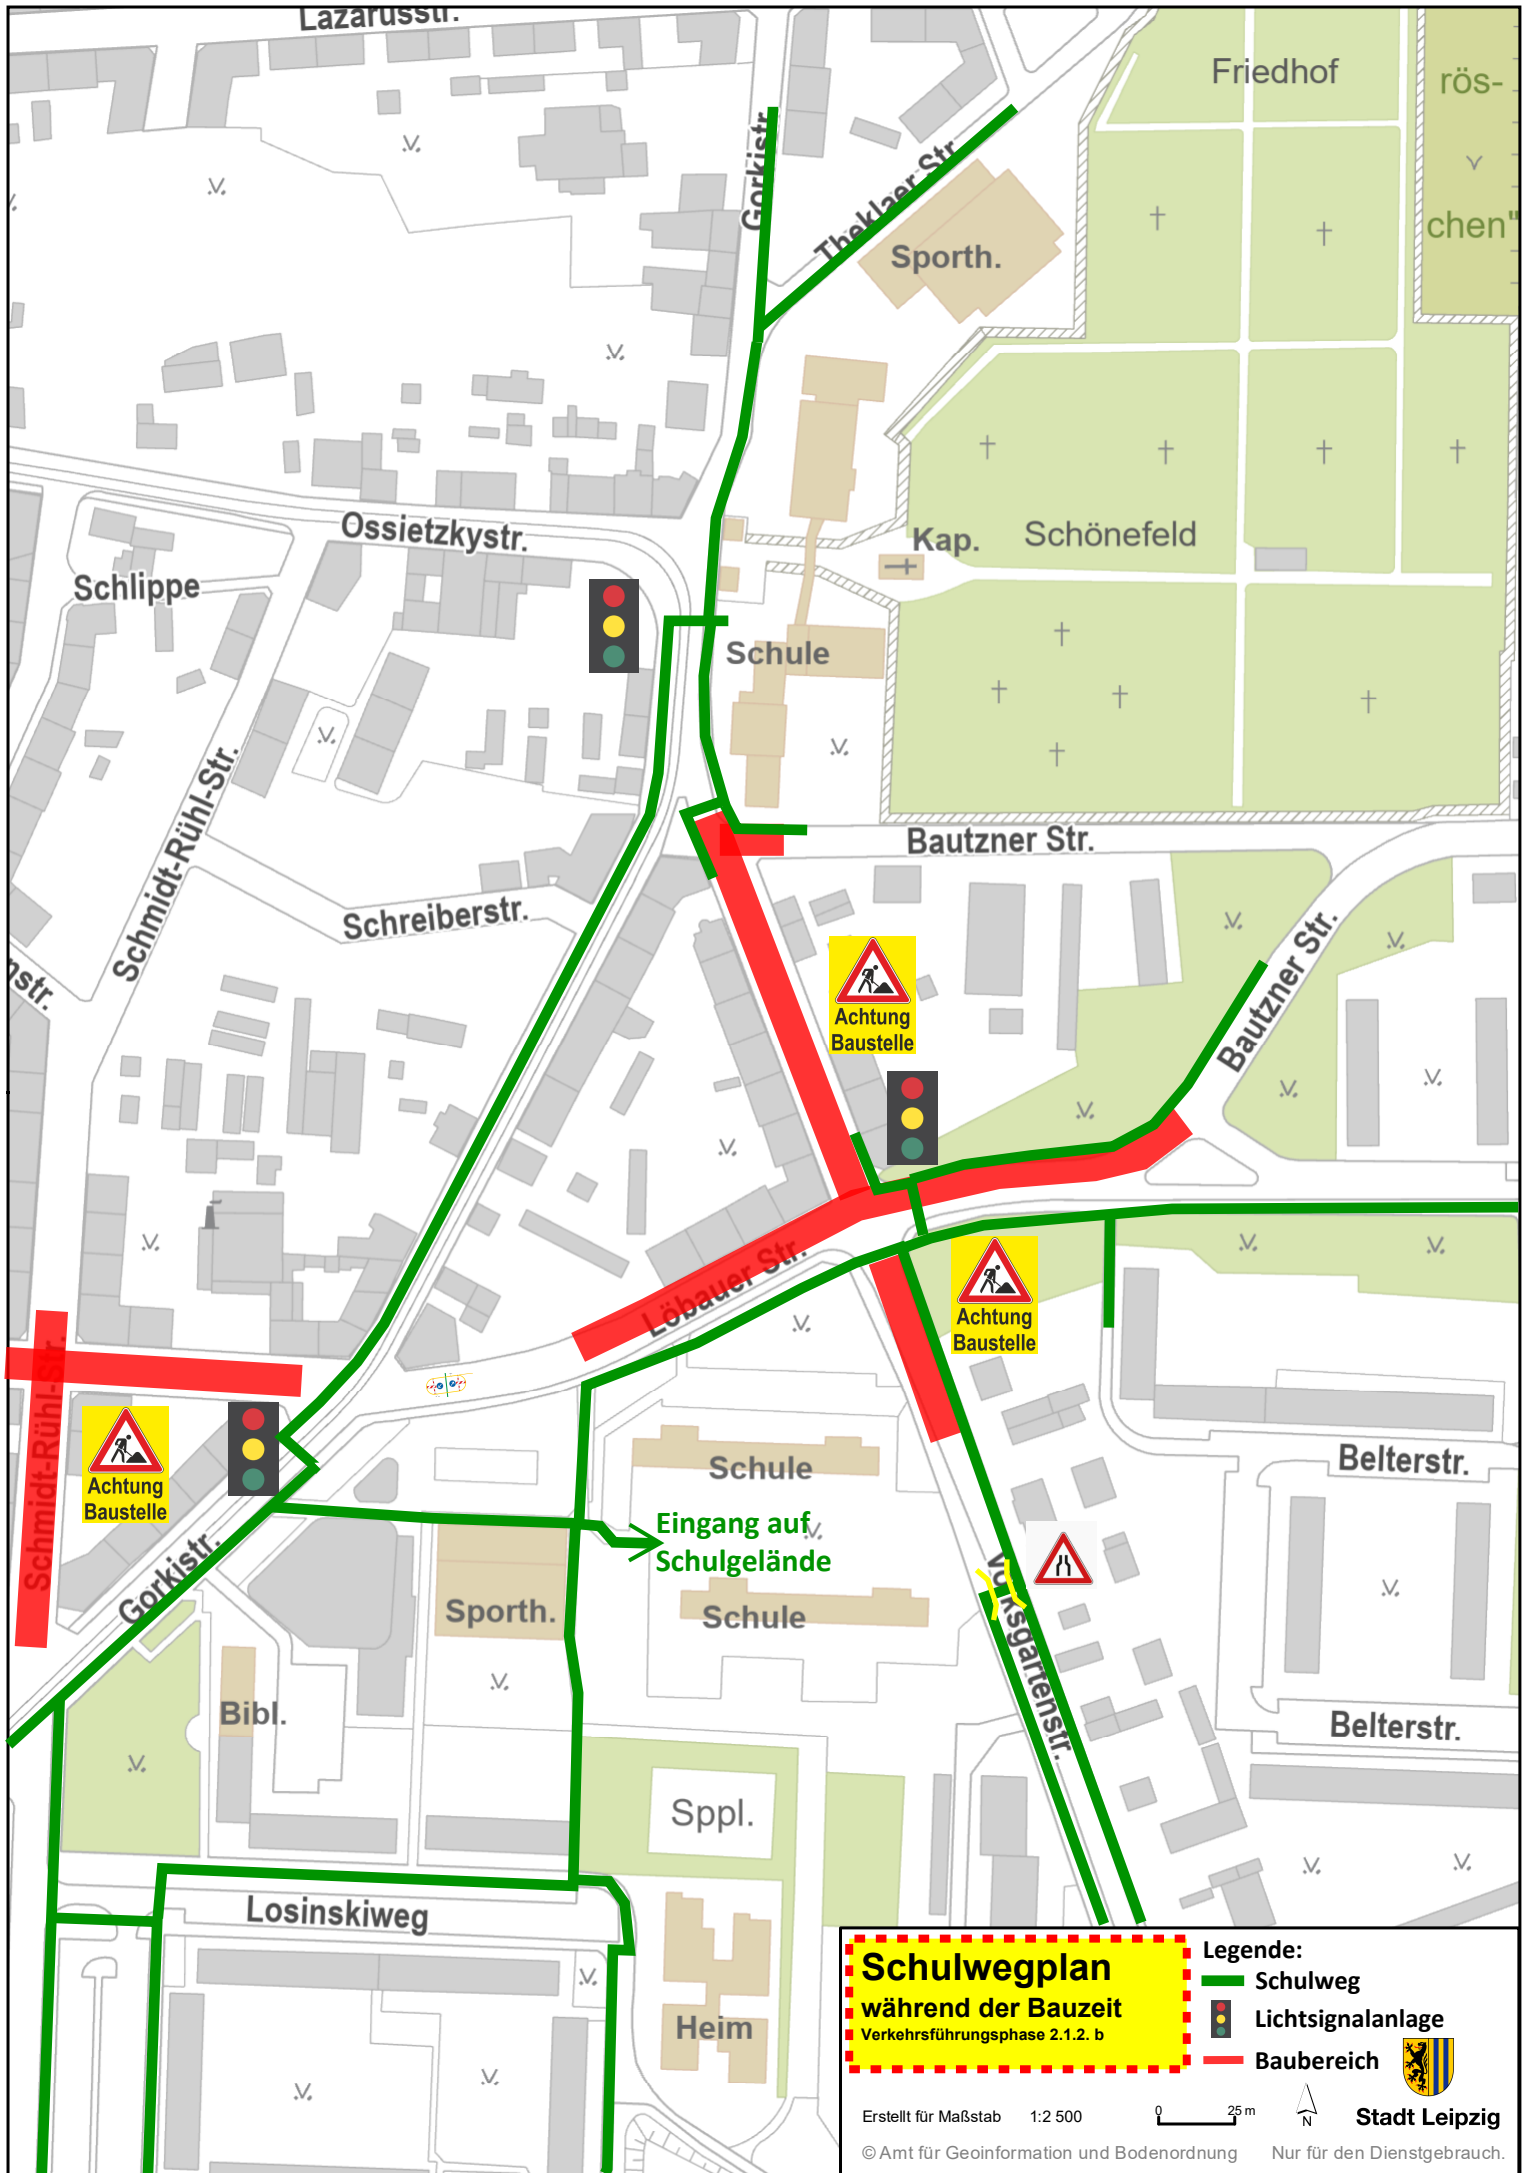 Lazarusstr.
Friedhof
rös-
chen"
Gorkistr.
Theklaer Str.
Sporth.
Ossietzkystr.
Kap.
Schönefeld
Schlippe
Schule
Schmidt-Rühl-Str.
Bautzner Str.
Schreiberstr.
nstr.
Achtung
Baustelle
Bautzner Str.
Löbauer Str.
Achtung
Baustelle
Schmidt-Rühl-Str.
Achtung
Baustelle
Schule
Belterstr.
Eingang auf
Schulgelände
Gorkistr.
Sporth.
Schule
Volksgartenstr.
Bibl.
Belterstr.
Sppl.
Losinskiweg
Heim
Schulwegplan
während der Bauzeit
Verkehrsführungsphase 2.1.2. b
Legende:
Schulweg
Lichtsignalanlage
Baubereich
Erstellt für Maßstab 1:2 500
0 25 m
N
Stadt Leipzig
© Amt für Geoinformation und Bodenordnung Nur für den Dienstgebrauch.